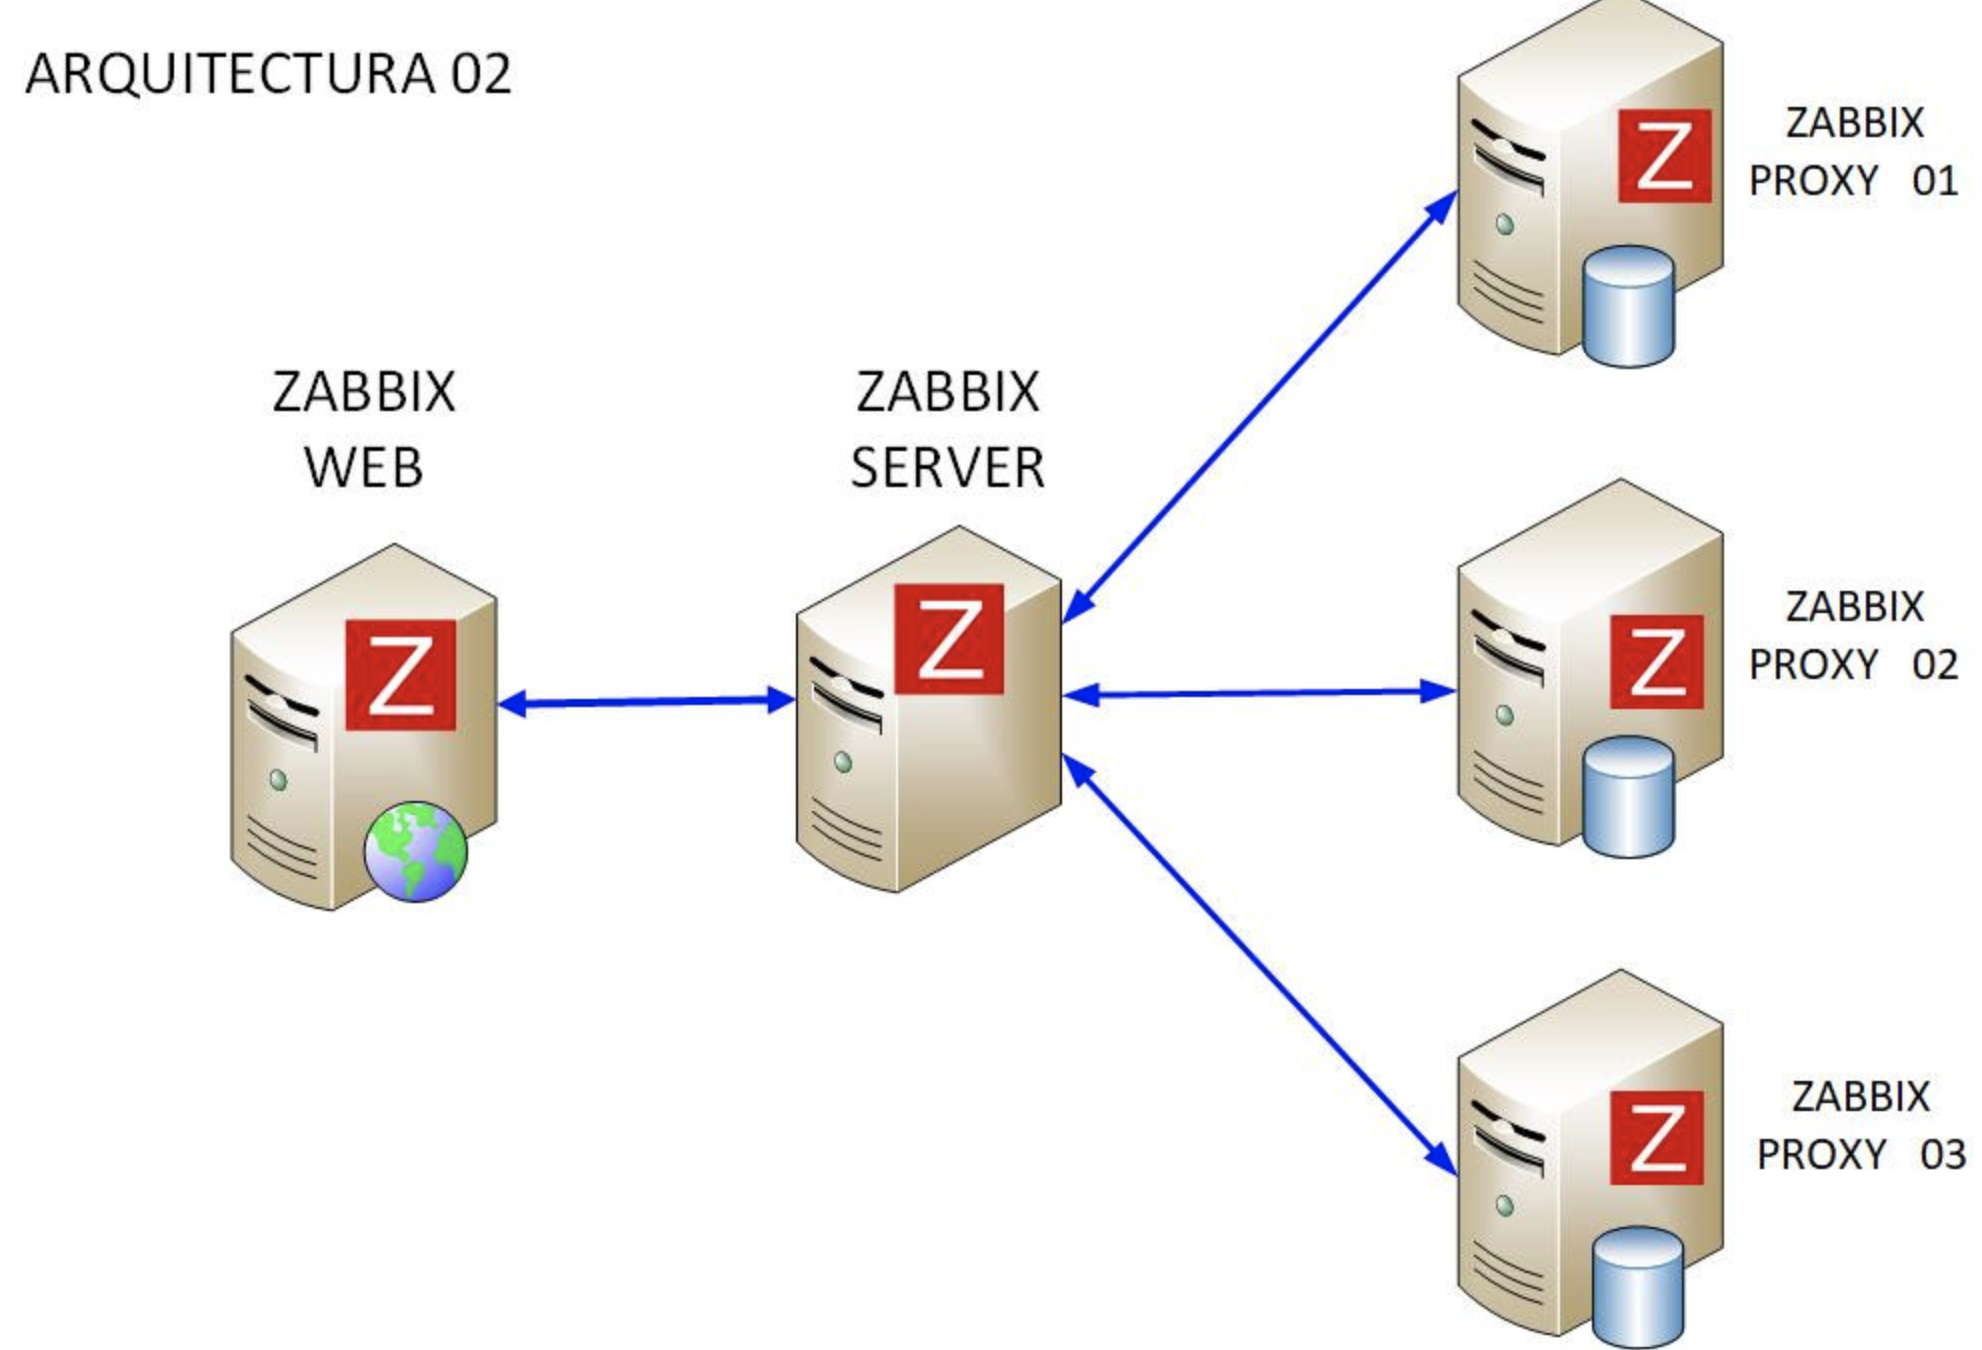 ARQUITECTURA 02
ZABBIX
WEB
Z
ZABBIX
SERVER
Z
ZABBIX
PROXY 01
Z
ZABBIX
PROXY 02
Z
ZABBIX
PROXY 03
Z